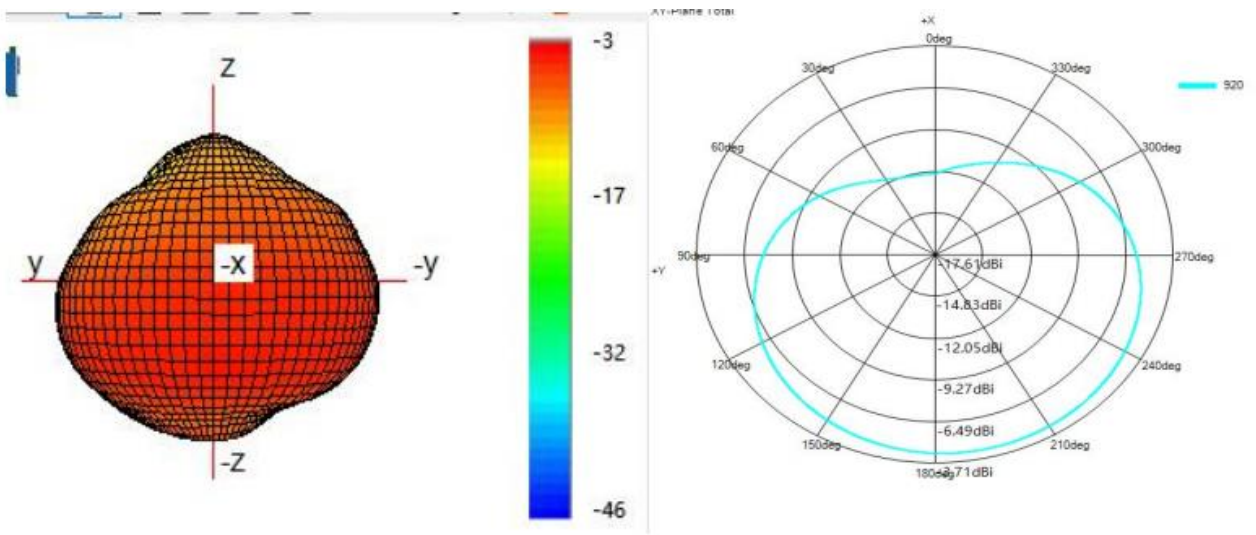 z
y
-x
-y
-z
-3
-17
-32
-46
XY-Plane Total
+X
0deg
30deg
330deg
920
60deg
300deg
+Y
90deg
270deg
-17.61dBi
-14.83dBi
-12.05dBi
120deg
240deg
-9.27dBi
-6.49dBi
150deg
210deg
180deg
-3.71dBi